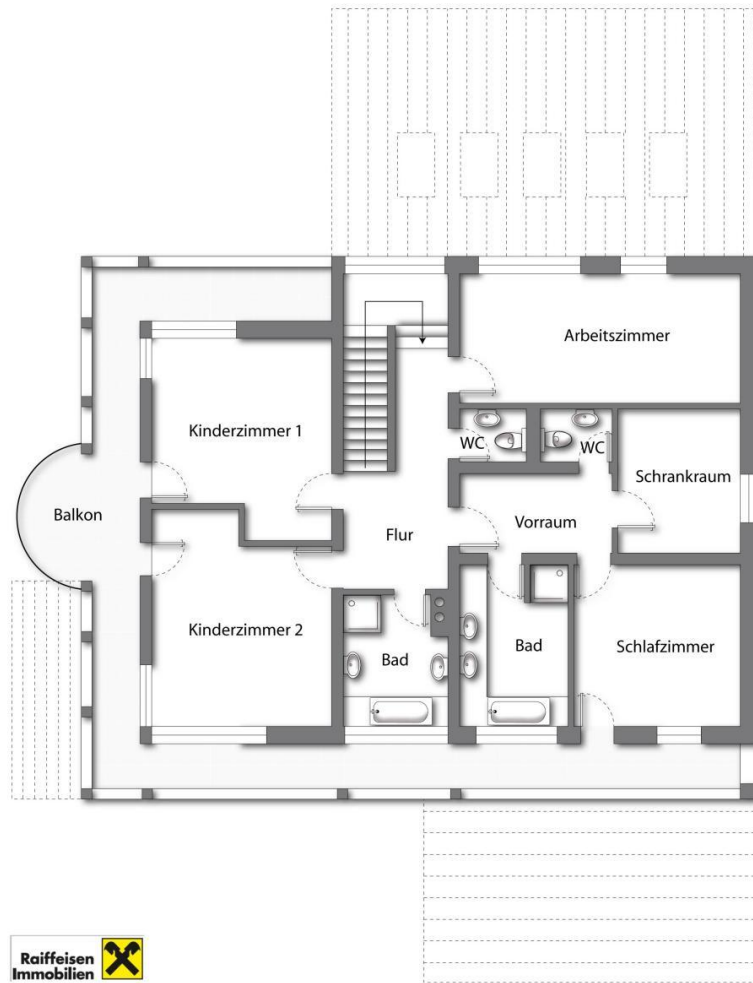 Arbeitszimmer
Kinderzimmer 1
WC
WC
Schrankraum
Balkon
Vorraum
Flur
Kinderzimmer 2
Bad
Bad
Schlafzimmer
Raiffeisen
Immobilien